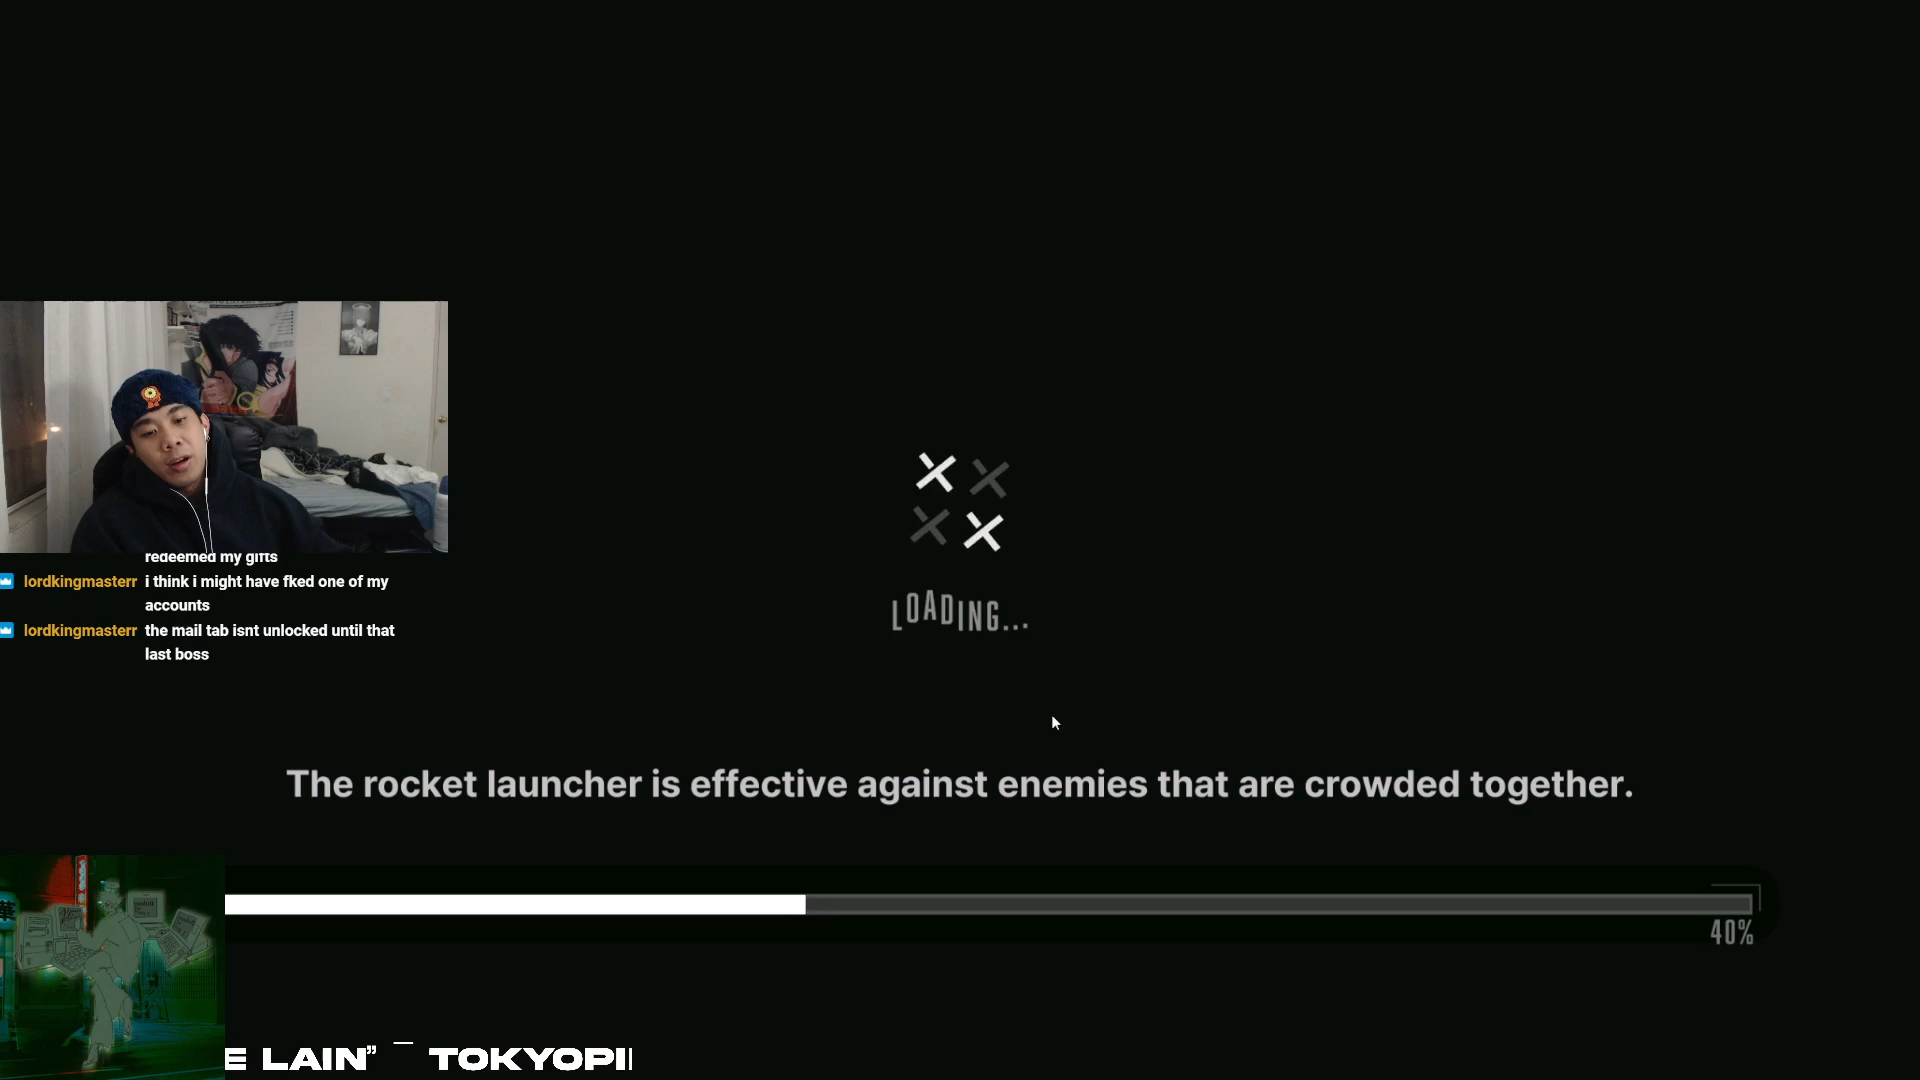 redeemed my gifts
lordkingmasterr i think i might have fked one of my
accounts
lordkingmasterr the mail tab isnt unlocked until that
last boss
LOADING...
The rocket launcher is effective against enemies that are crowded together.
40%
E LAIN” — TOKYOPI